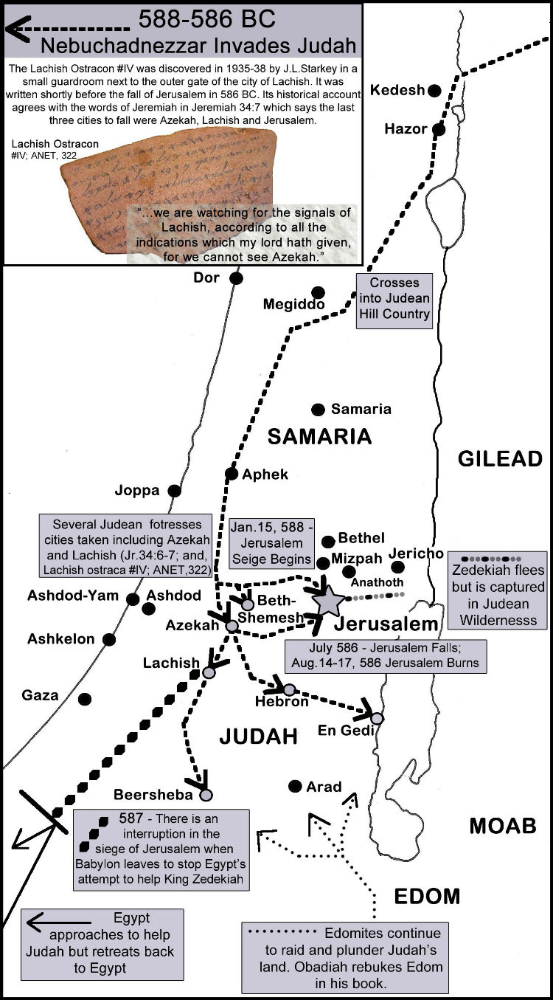 588-586 BC
Nebuchadnezzar Invades Judah
The Lachish Ostracon #IV was discovered in 1935-38 by J.L.Starkey in a
small guardroom next to the outer gate of the city of Lachish. It was
written shortly before the fall of Jerusalem in 586 BC. Its historical account
agrees with the words of Jeremiah in Jeremiah 34:7 which says the last
three cities to fall were Azekah, Lachish and Jerusalem.
Lachish Ostracon
#IV; ANET, 322
“...we are watching for the signals of
Lachish, according to all the
indications which my lord hath given,
for we cannot see Azekah.”
Kedesh
Hazor
Dor
Megiddo
Crosses
into Judean
Hill Country
Samaria
SAMARIA
GILEAD
Aphek
Joppa
Several Judean fotresses
cities taken including Azekah
and Lachish (Jr.34:6-7; and,
Lachish ostraca #IV; ANET,322)
Jan.15, 588 -
Jerusalem
Seige Begins
Bethel
Mizpah
Jericho
Anathoth
Zedekiah flees
but is captured
in Judean
Wildernesss
Ashdod-Yam
Ashdod
Beth-
Shemesh
Azekah
Jerusalem
Ashkelon
July 586 - Jerusalem Falls;
Aug.14-17, 586 Jerusalem Burns
Lachish
Gaza
Hebron
En Gedi
JUDAH
Beersheba
Arad
MOAB
587 - There is an
interruption in the
siege of Jerusalem when
Babylon leaves to stop Egypt’s
attempt to help King Zedekiah
EDOM
Egypt
approaches to help
Judah but retreats back
to Egypt
Edomites continue
to raid and plunder Judah’s
land. Obadiah rebukes Edom
in his book.